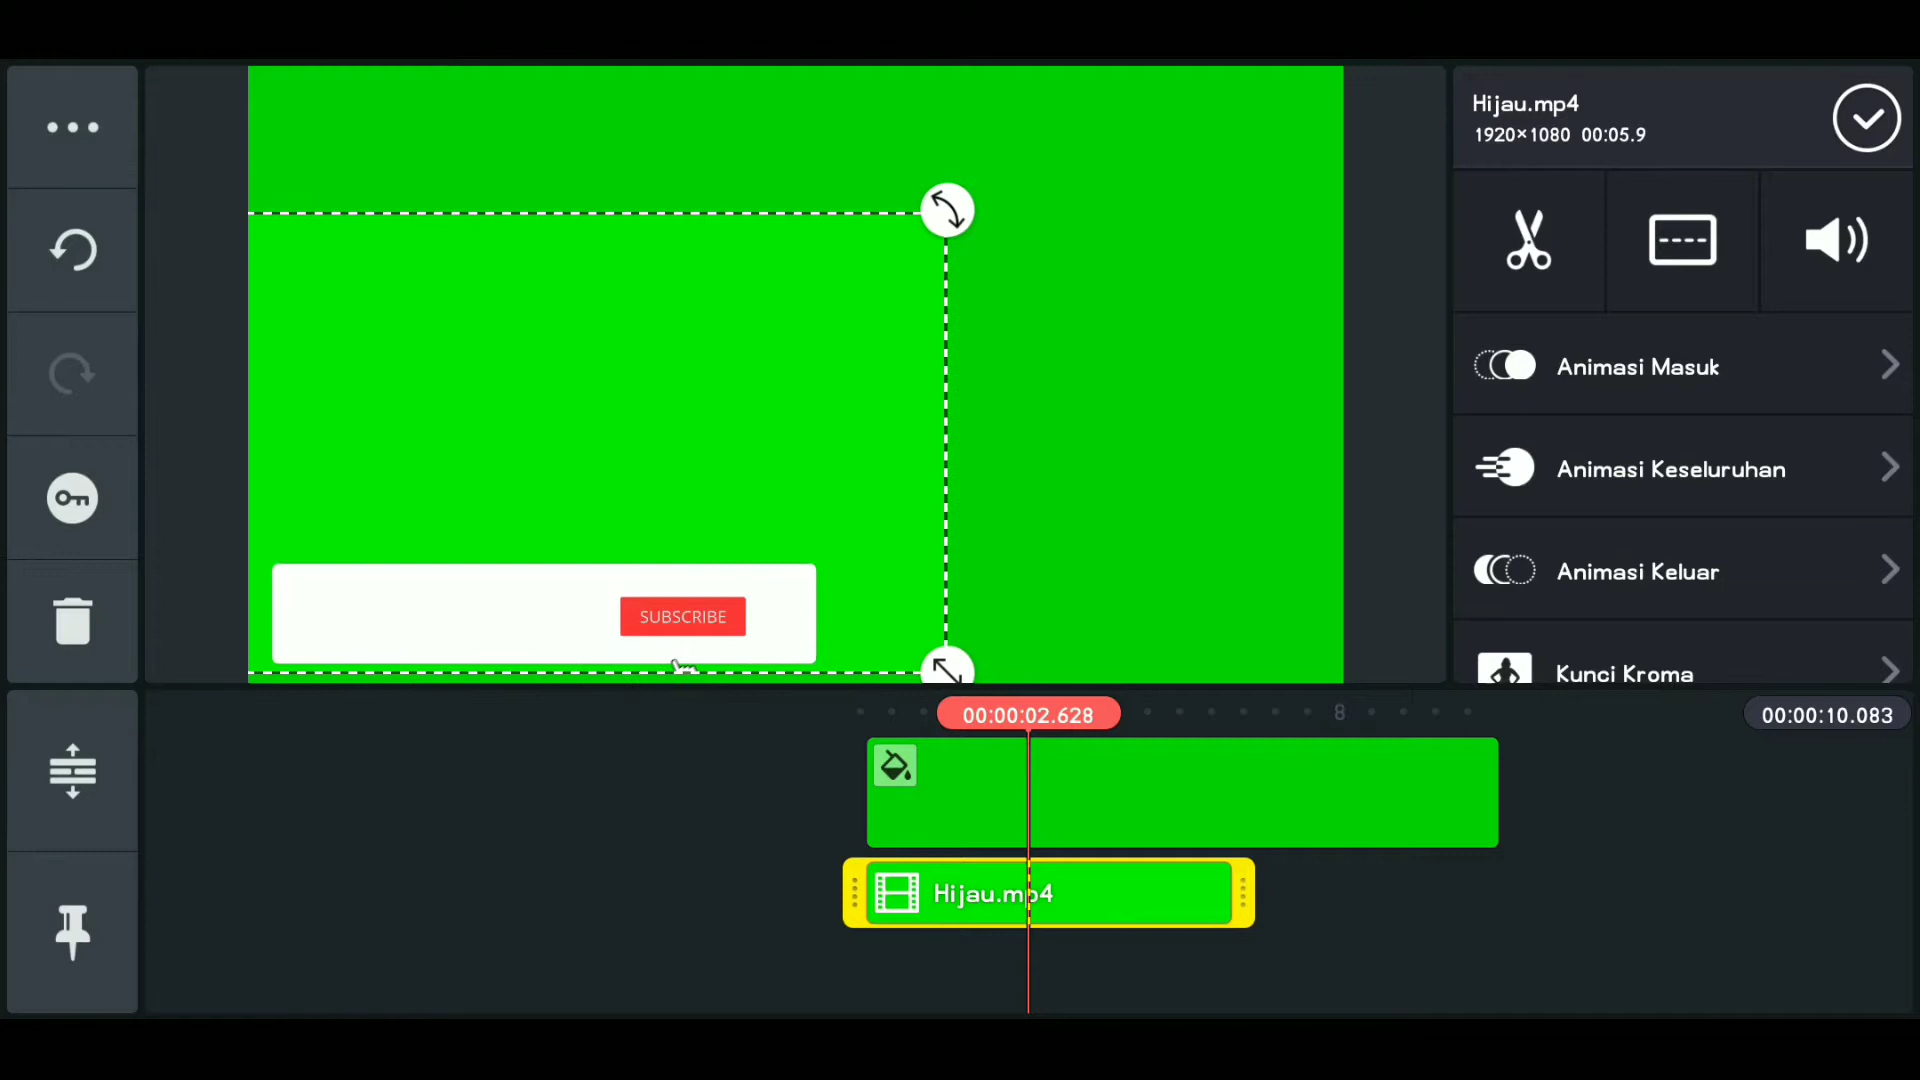 Hijau.mp4
1920×1080 00:05.9
Animasi Masuk
Animasi Keseluruhan
Animasi Keluar
Kunci Kroma
SUBSCRIBE
00:00:02.628
8
00:00:10.083
Hijau.mp4